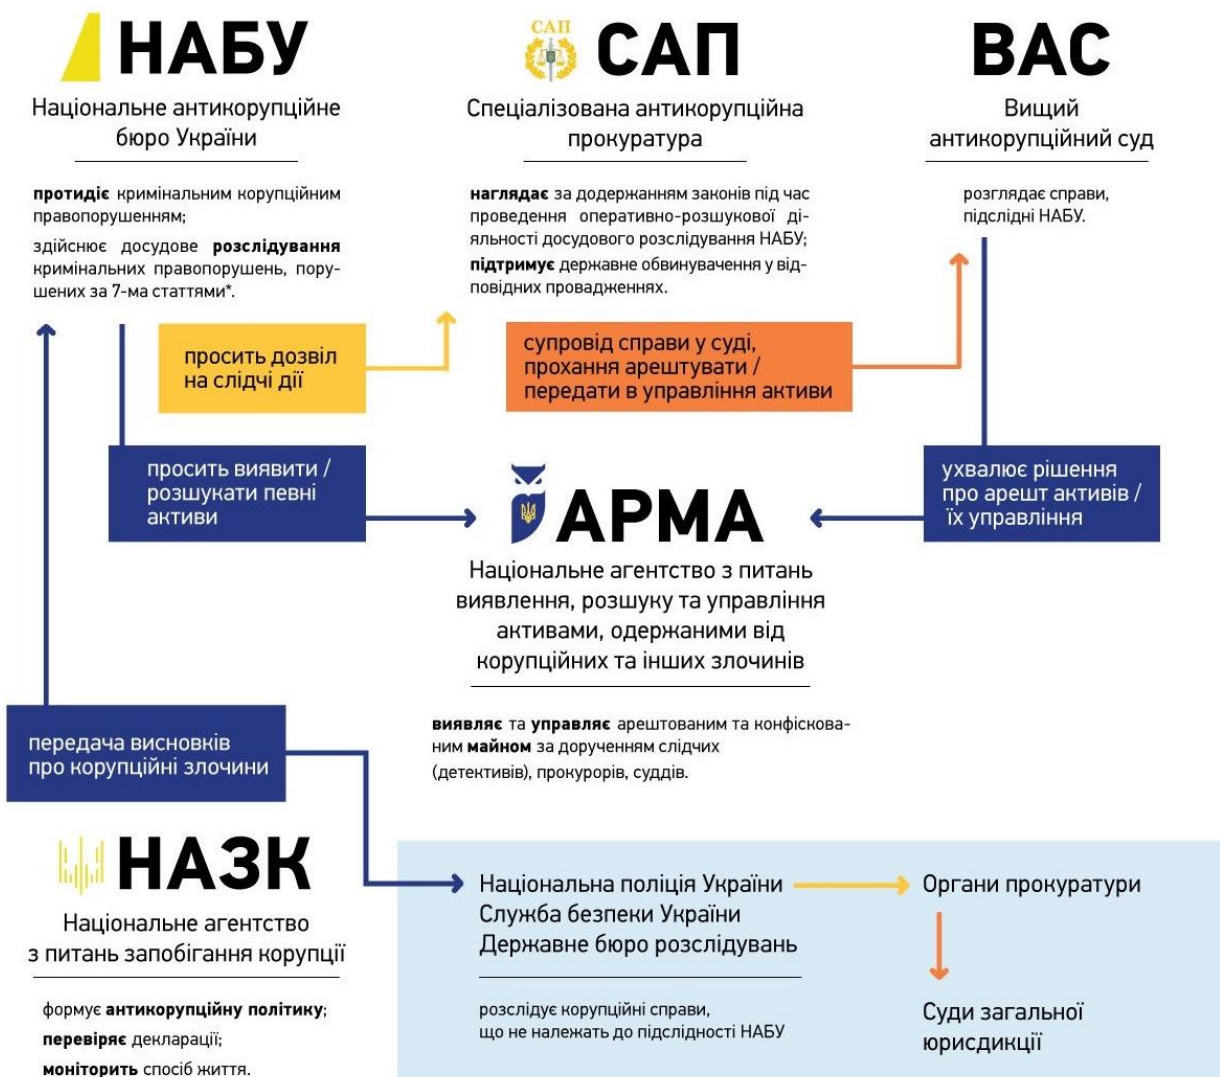 НАБУ
Національне антикорупційне
бюро України
протидіє кримінальним корупційним
правопорушенням;
здійснює досудове розслідування
кримінальних правопорушень, пору-
шених за 7-ма статтями*.
САП
САП
Спеціалізована антикорупційна
прокуратура
наглядає за додержанням законів під час
проведення оперативно-розшукової ді-
яльності досудового розслідування НАБУ;
підтримує державне обвинувачення у від-
повідних провадженнях.
ВАС
Вищий
антикорупційний суд
розглядає справи,
підслідні НАБУ.
просить дозвіл
на слідчі дії
супровід справи у суді,
прохання арештувати /
передати в управління активи
просить виявити /
розшукати певні
активи
ухвалює рішення
про арешт активів /
їх управління
АРМА
Національне агентство з питань
виявлення, розшуку та управління
активами, одержаними від
корупційних та інших злочинів
виявляє та управляє арештованим та конфіскова-
ним майном за дорученням слідчих
(детективів), прокурорів, суддів.
передача висновків
про корупційні злочини
НАЗК
Національне агентство
з питань запобігання корупції
формує антикорупційну політику;
перевіряє декларації;
моніторить спосіб життя.
Національна поліція України
Служба безпеки України
Державне бюро розслідувань
розслідує корупційні справи,
що не належать до підслідності НАБУ
Органи прокуратури
Суди загальної
юрисдикції